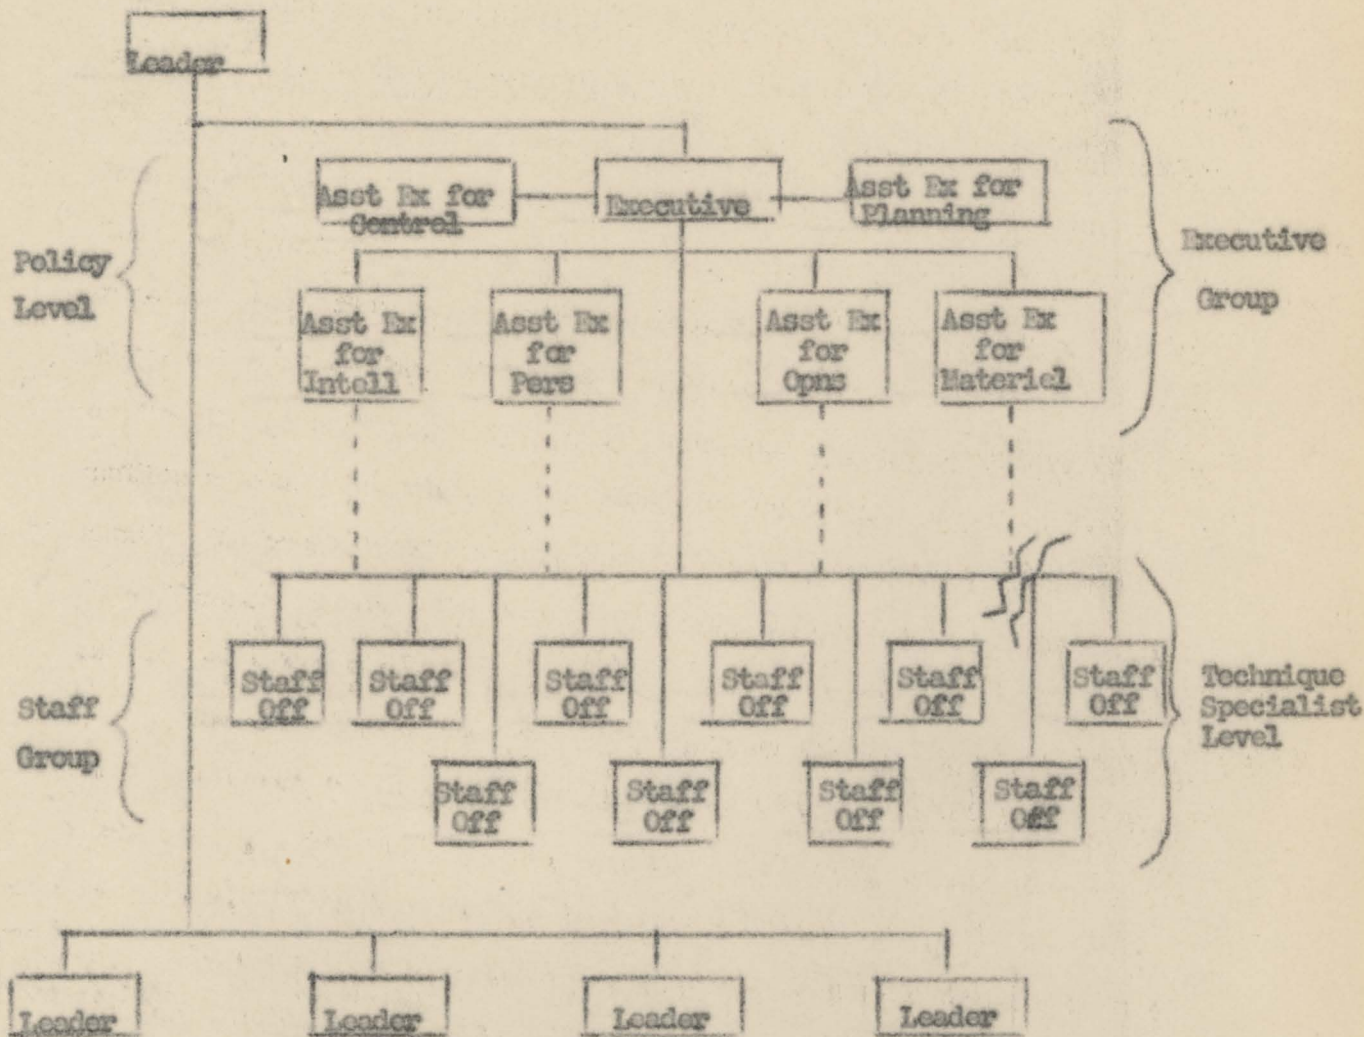 Leader
Asst Ex for
Control
Executive
Asst Ex for
Planning
Policy
Level
Executive
Group
Asst Ex
for
Intell
Asst Ex
for
Pers
Asst Ex
for
Opns
Asst Ex
for
Materiel
Staff
Group
Staff
Off
Staff
Off
Staff
Off
Staff
Off
Staff
Off
Staff
Off
Technique
Specialist
Level
Staff
Off
Staff
Off
Staff
Off
Staff
Off
Leader
Leader
Leader
Leader